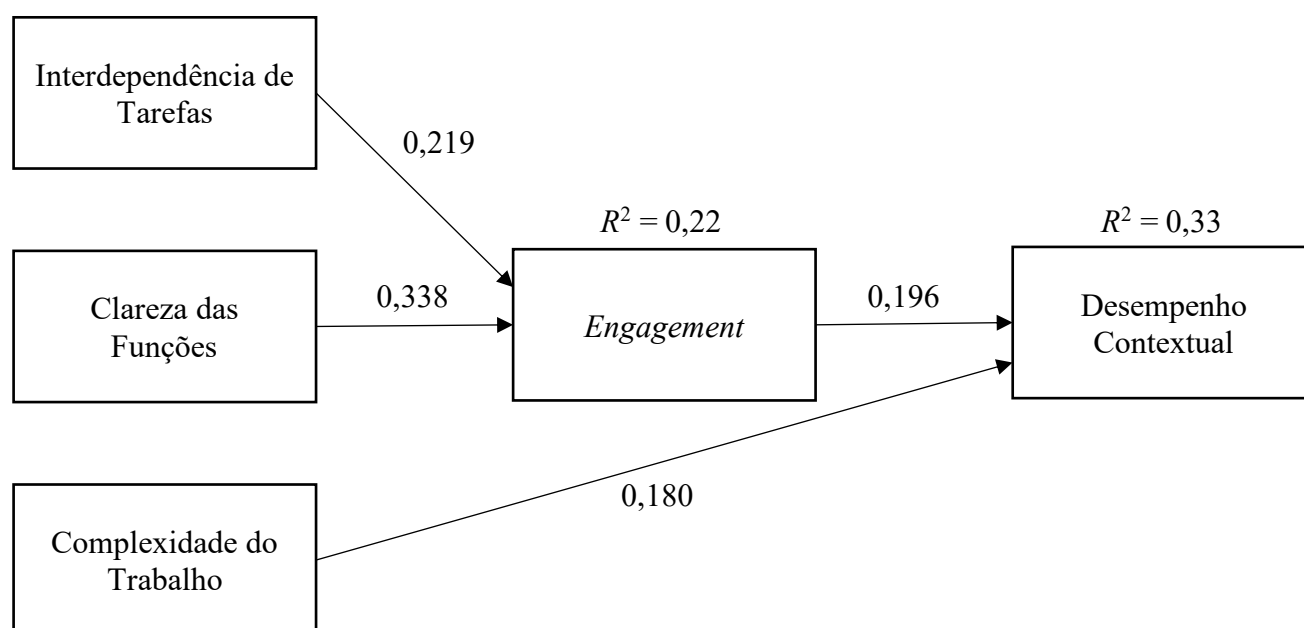 Interdependência de
Tarefas
0,219
R² = 0,22
R² = 0,33
Clareza das
Funções
0,338
Engagement
0,196
Desempenho
Contextual
0,180
Complexidade do
Trabalho